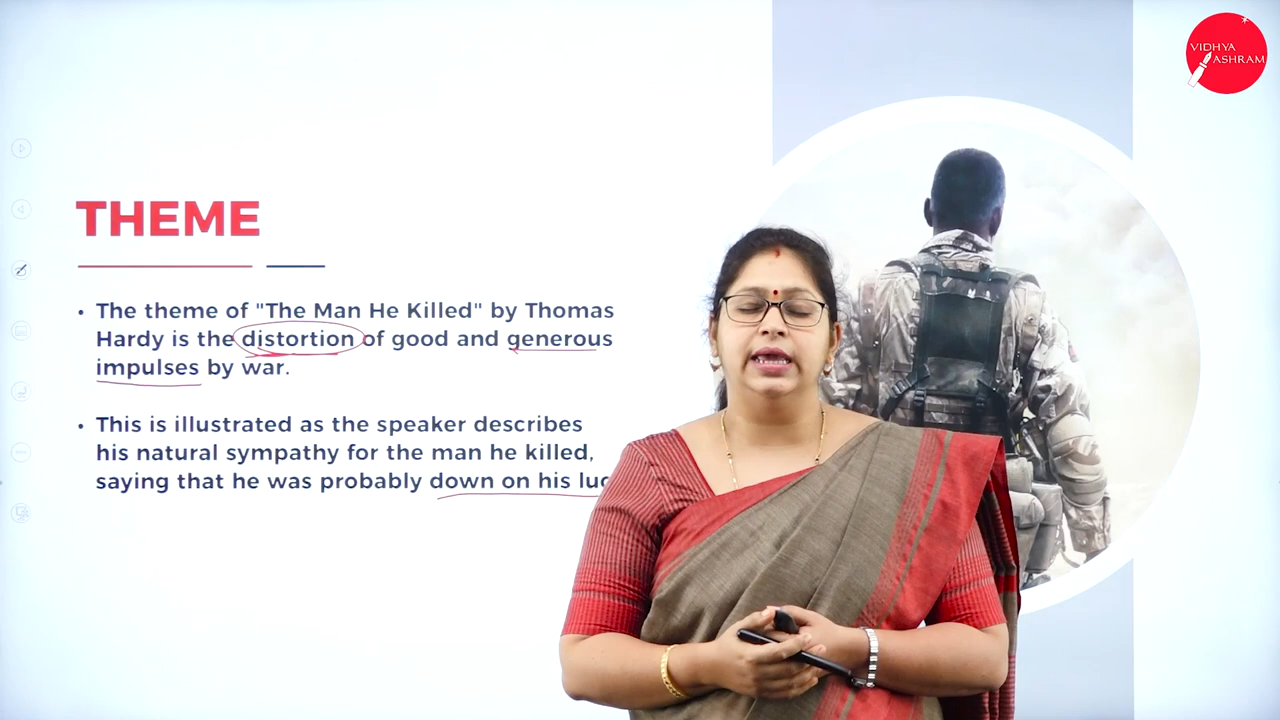 VIDHYA
ASHRAM
THEME
• The theme of "The Man He Killed" by Thomas
Hardy is the distortion of good and generous
impulses by war.
• This is illustrated as the speaker describes
his natural sympathy for the man he killed,
saying that he was probably down on his